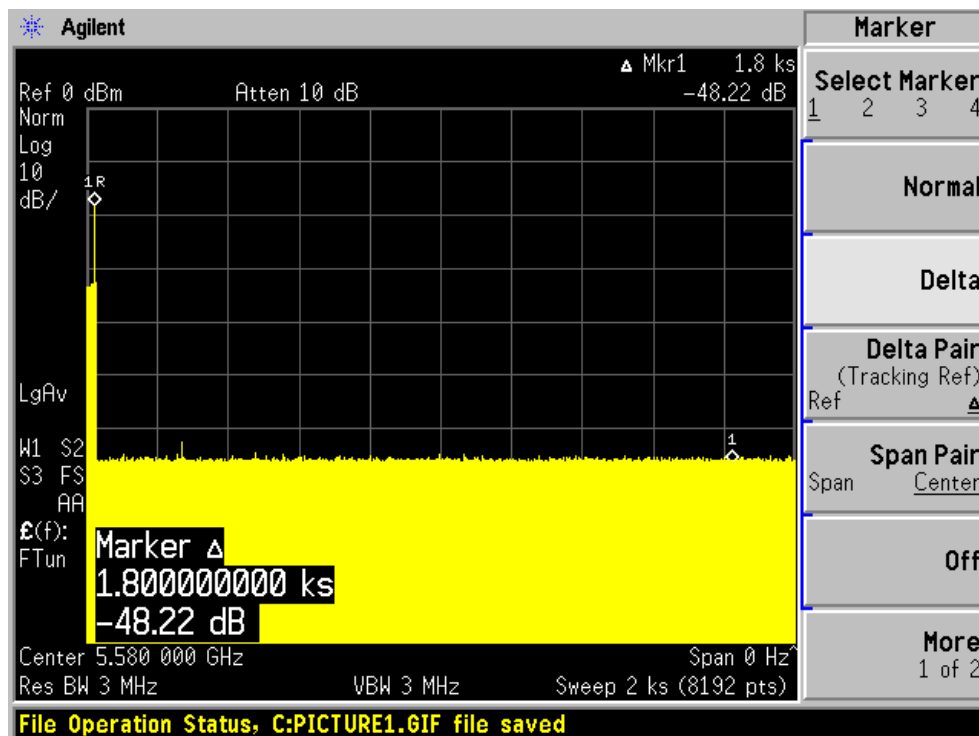 Agilent
Marker
Δ Mkr1 1.8 ks
Ref 0 dBm Atten 10 dB -48.22 dB
Norm
Log
10
dB/
1R
LgAv
1
W1 S2
S3 FS
AA
£(f):
FTun
Marker Δ
1.800000000 ks
-48.22 dB
Center 5.580 000 GHz Span 0 Hz^
Res BW 3 MHz VBW 3 MHz Sweep 2 ks (8192 pts)
File Operation Status, C:PICTURE1.GIF file saved
Select Marker
1 2 3 4
Normal
Delta
Delta Pair
(Tracking Ref)
Ref Δ
Span Pair
Span Center
Off
More
1 of 2